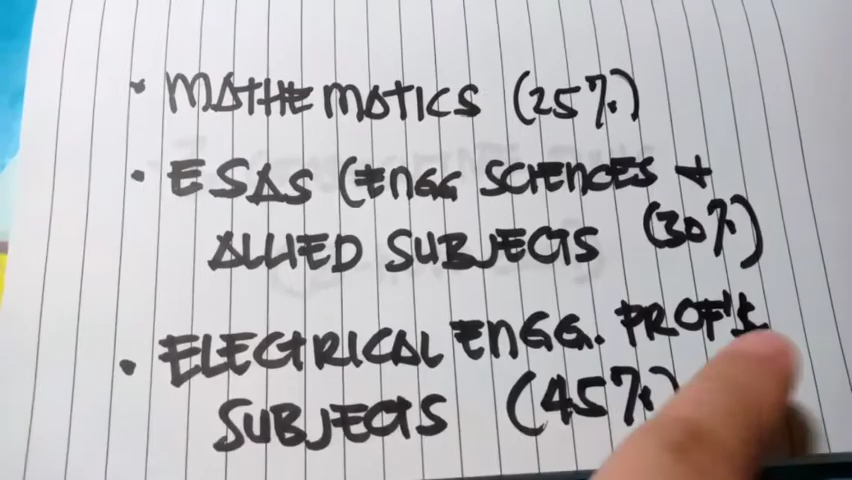 • MATHEMATICS (25%)
• ESAS (ENGG SCIENCES &
ALLIED SUBJECTS (30%)
• ELECTRICAL ENGG. PROF'L
SUBJECTS (45%)